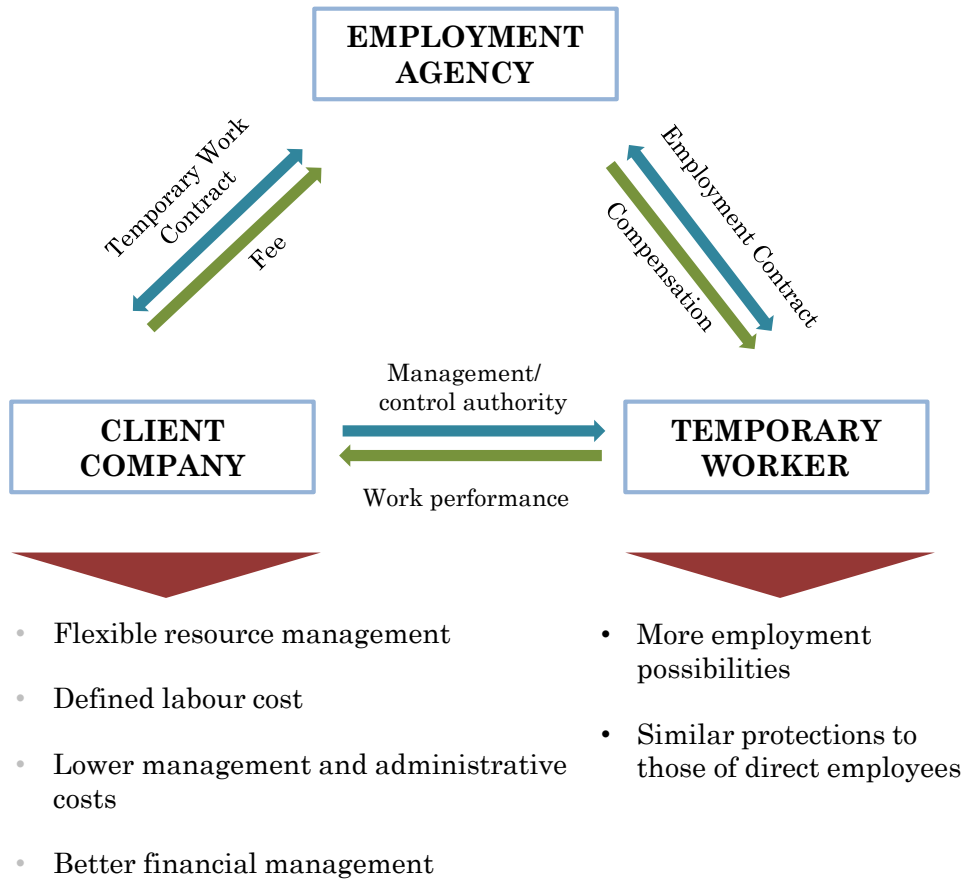 EMPLOYMENT
AGENCY
Temporary Work
Contract
Fee
Employment Contract
Compensation
Management/
control authority
CLIENT
COMPANY
TEMPORARY
WORKER
Work performance
• Flexible resource management
• Defined labour cost
• Lower management and administrative
costs
• Better financial management
• More employment
possibilities
• Similar protections to
those of direct employees